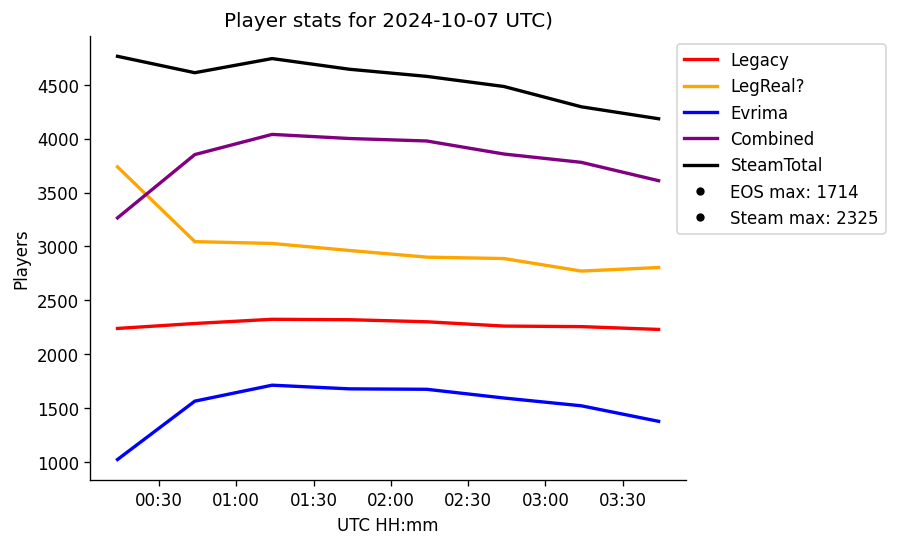 Player stats for 2024-10-07 UTC)
Legacy
LegReal?
Evrima
Combined
SteamTotal
EOS max: 1714
Steam max: 2325
Players
4500
4000
3500
3000
2500
2000
1500
1000
00:30 01:00 01:30 02:00 02:30 03:00 03:30
UTC HH:mm